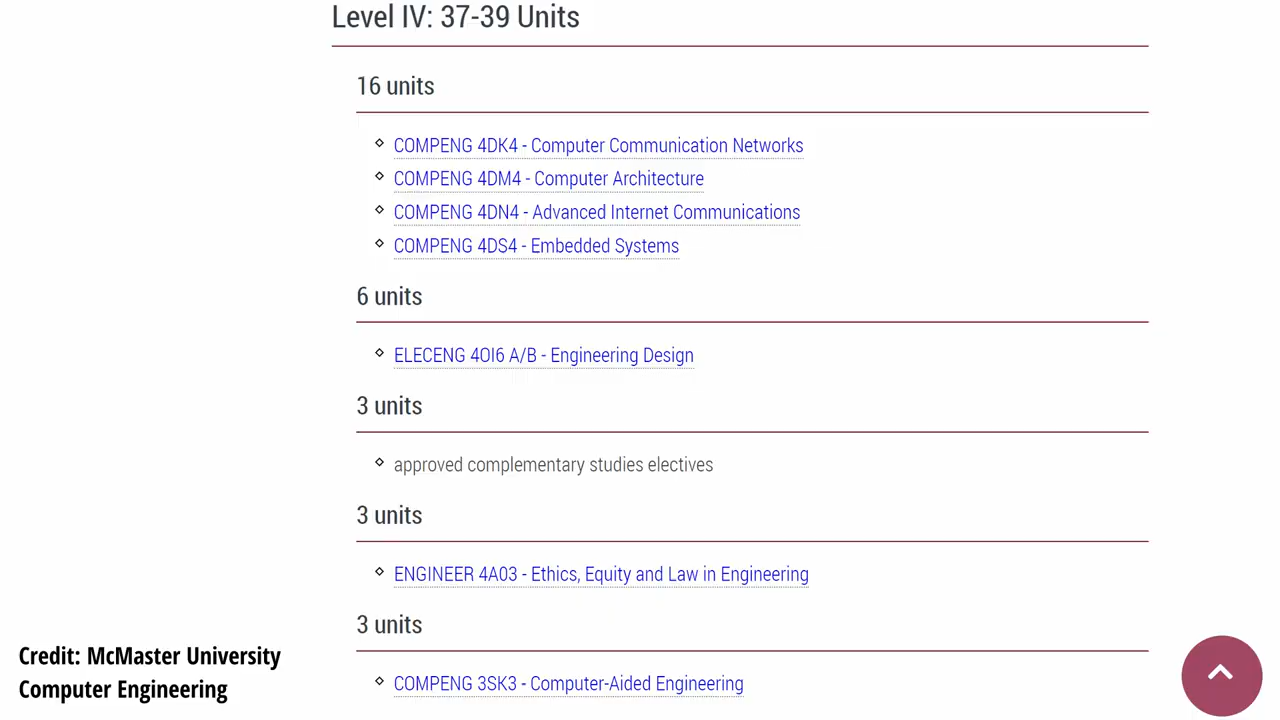 Level IV: 37-39 Units
16 units
COMPENG 4DK4 - Computer Communication Networks
COMPENG 4DM4 - Computer Architecture
COMPENG 4DN4 - Advanced Internet Communications
COMPENG 4DS4 - Embedded Systems
6 units
ELECENG 4OI6 A/B - Engineering Design
3 units
approved complementary studies electives
3 units
ENGINEER 4A03 - Ethics, Equity and Law in Engineering
3 units
COMPENG 3SK3 - Computer-Aided Engineering
Credit: McMaster University
Computer Engineering